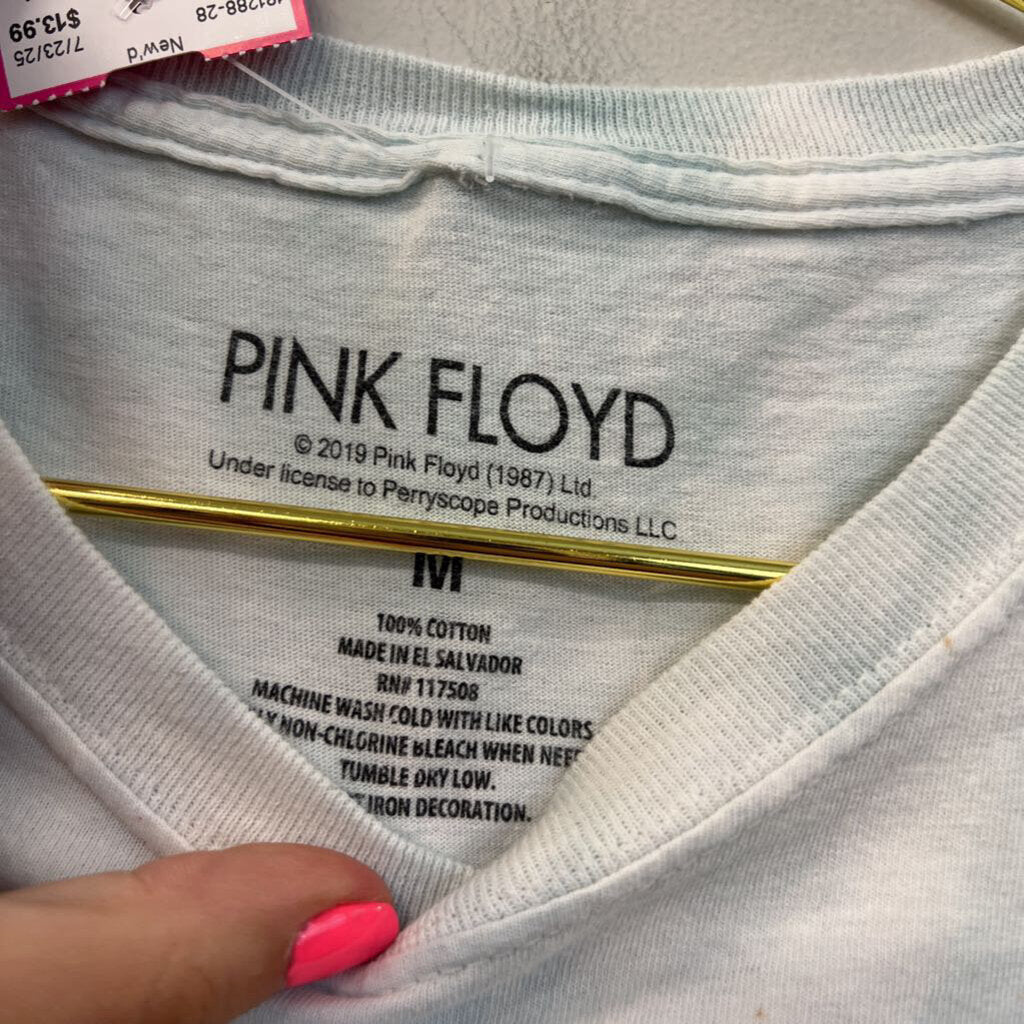 491288-28
$13.99
New'd
7/23/25
PINK FLOYD
© 2019 Pink Floyd (1987) Ltd.
Under license to Perryscope Productions LLC
M
100% COTTON
MADE IN EL SALVADOR
RN# 117508
MACHINE WASH COLD WITH LIKE COLORS
NON-CHLORINE BLEACH WHEN
TUMBLE DRY LOW.
IRON DECORATION.